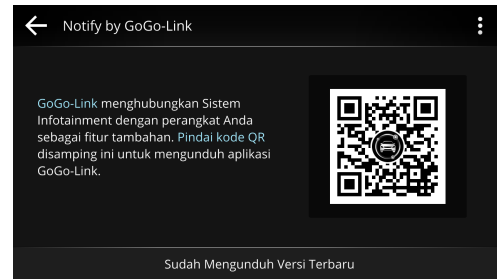 Notify by GoGo-Link
GoGo-Link menghubungkan Sistem
Infotainment dengan perangkat Anda
sebagai fitur tambahan. Pindai kode QR
disamping ini untuk mengunduh aplikasi
GoGo-Link.
Sudah Mengunduh Versi Terbaru